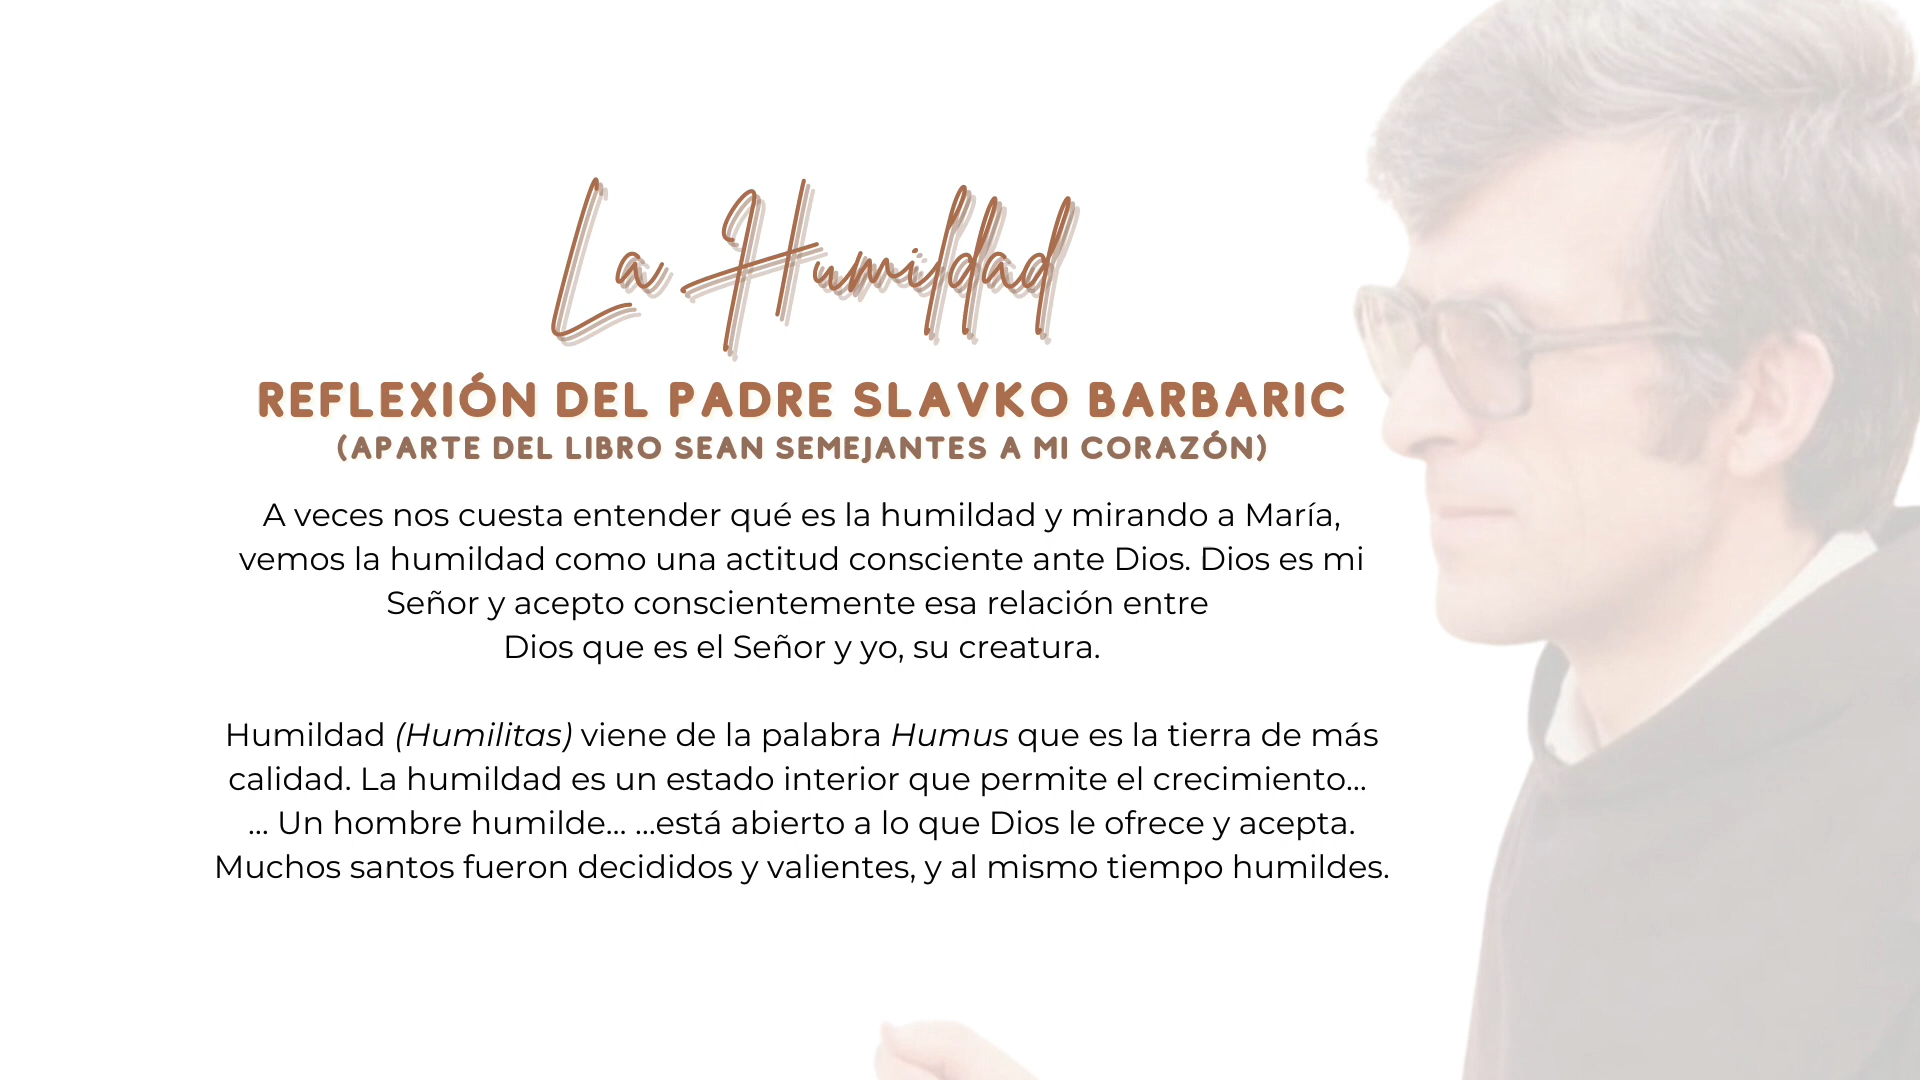 La Humildad
REFLEXIÓN DEL PADRE SLAVKO BARBARIC
(APARTE DEL LIBRO SEAN SEMEJANTES A MI CORAZÓN)
A veces nos cuesta entender qué es la humildad y mirando a María,
vemos la humildad como una actitud consciente ante Dios. Dios es mi
Señor y acepto conscientemente esa relación entre
Dios que es el Señor y yo, su creatura.
Humildad (Humilitas) viene de la palabra Humus que es la tierra de más
calidad. La humildad es un estado interior que permite el crecimiento...
... Un hombre humilde... ...está abierto a lo que Dios le ofrece y acepta.
Muchos santos fueron decididos y valientes, y al mismo tiempo humildes.